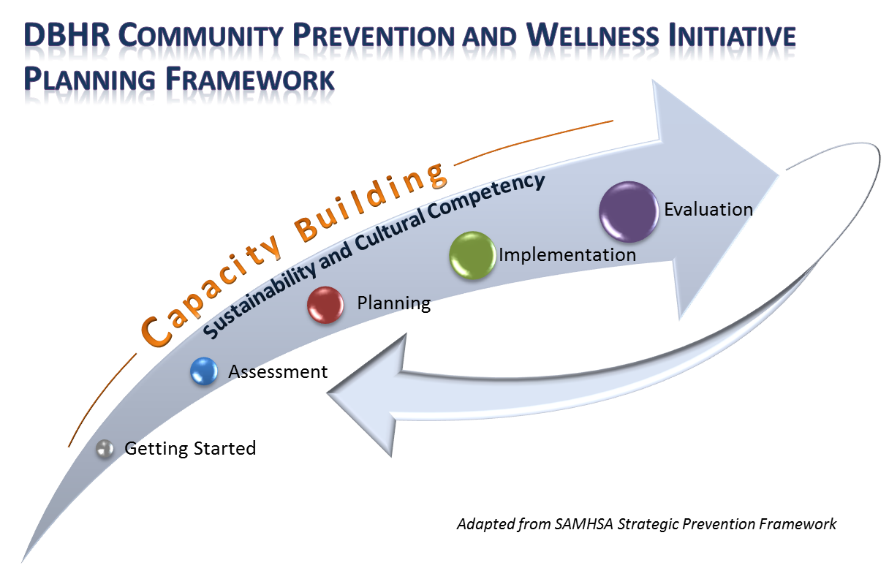 DBHR Community Prevention and Wellness Initiative
Planning Framework
Capacity Building
Sustainability and Cultural Competency
Evaluation
Implementation
Planning
Assessment
Getting Started
Adapted from SAMHSA Strategic Prevention Framework